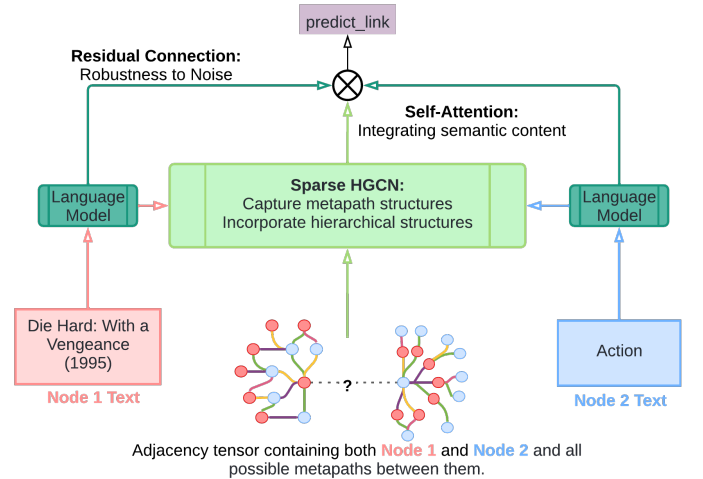 predict_link
Residual Connection:
Robustness to Noise
Self-Attention:
Integrating semantic content
Language
Model
Sparse HGCN:
Capture metapath structures
Incorporate hierarchical structures
Language
Model
Die Hard: With a
Vengeance
(1995)
Node 1 Text
?
Action
Node 2 Text
Adjacency tensor containing both Node 1 and Node 2 and all
possible metapaths between them.